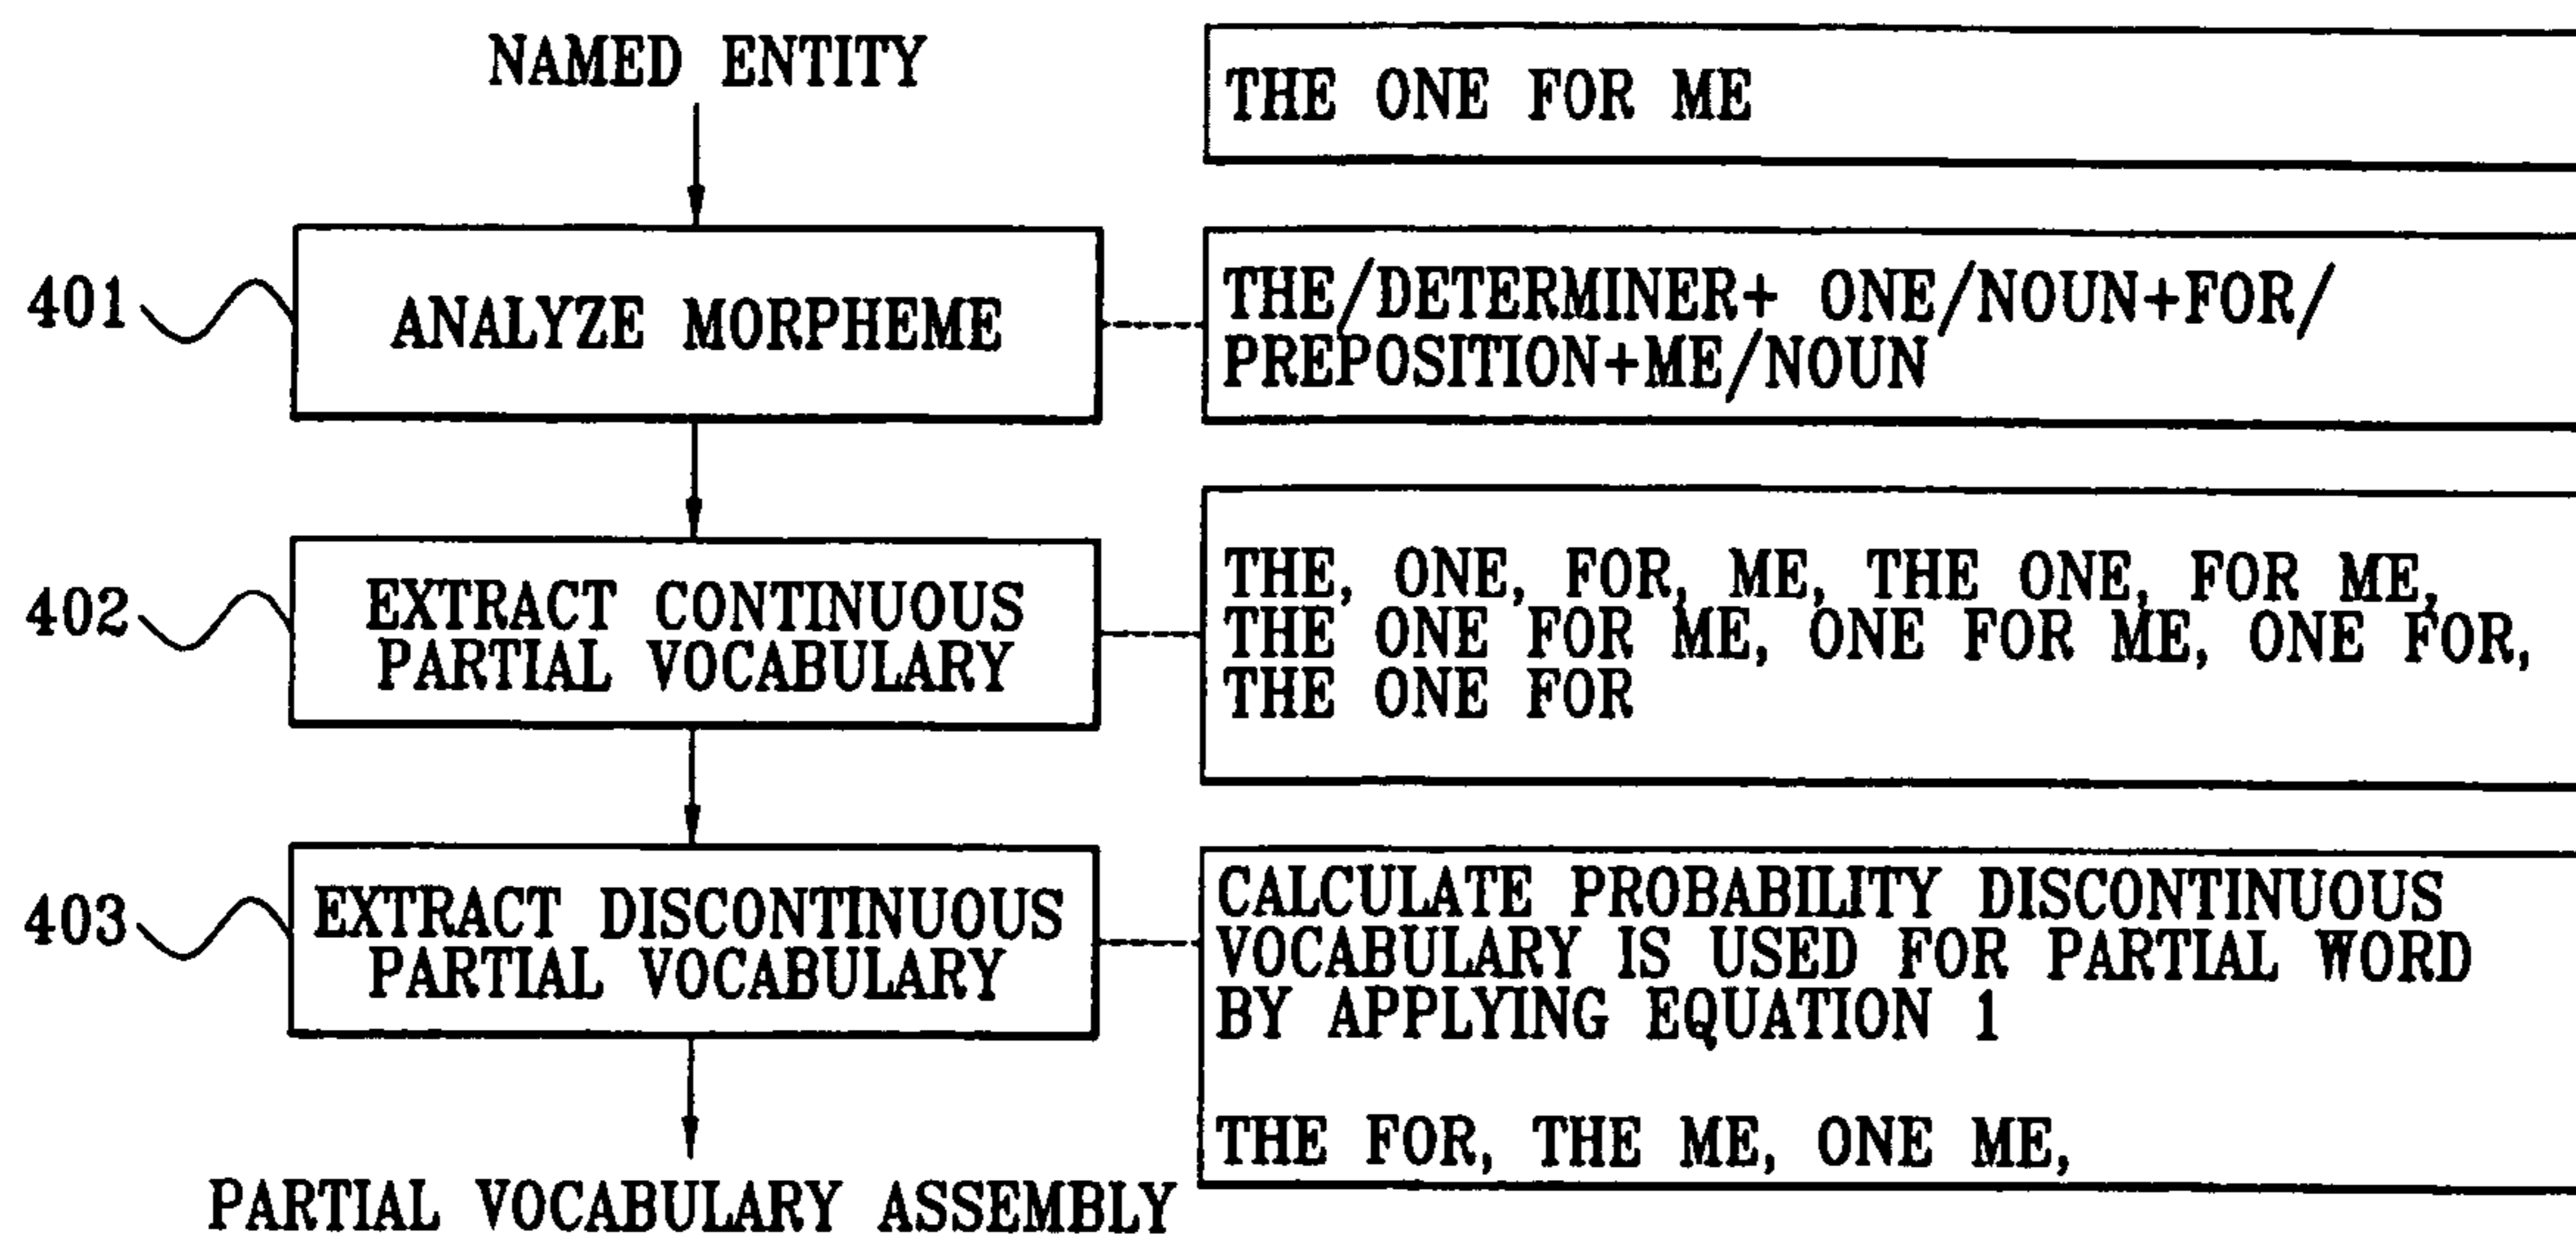 NAMED ENTITY
THE ONE FOR ME
401
ANALYZE MORPHEME
THE/DETERMINER+ ONE/NOUN+FOR/
PREPOSITION+ME/NOUN
402
EXTRACT CONTINUOUS
PARTIAL VOCABULARY
THE, ONE, FOR, ME, THE ONE, FOR ME,
THE ONE FOR ME, ONE FOR ME, ONE FOR,
THE ONE FOR
403
EXTRACT DISCONTINUOUS
PARTIAL VOCABULARY
CALCULATE PROBABILITY DISCONTINUOUS
VOCABULARY IS USED FOR PARTIAL WORD
BY APPLYING EQUATION 1
THE FOR, THE ME, ONE ME,
PARTIAL VOCABULARY ASSEMBLY